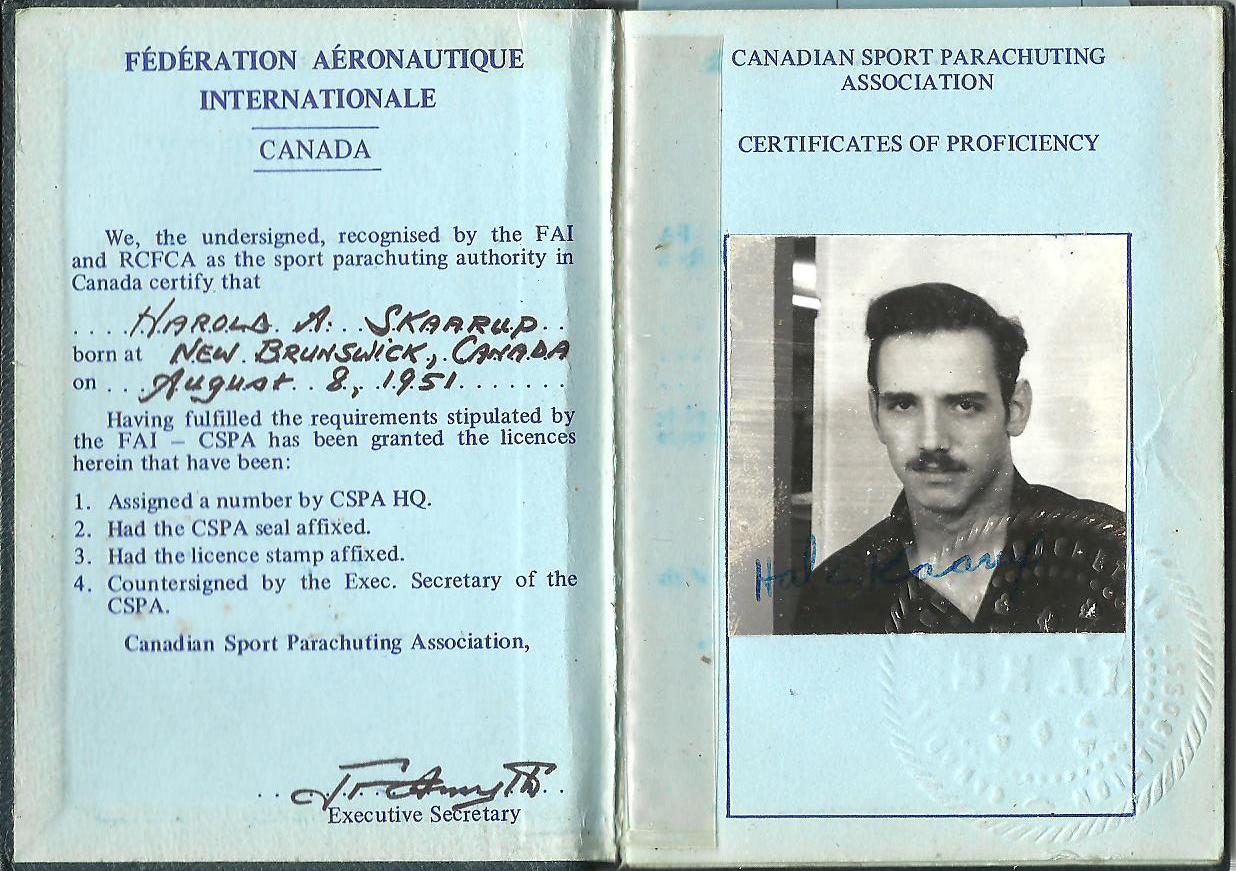 FÉDÉRATION AÉRONAUTIQUE
INTERNATIONALE
CANADA
We, the undersigned, recognised by the FAI
and RCFCA as the sport parachuting authority in
Canada certify that
....HAROLD. A...SKAARUP..
born at NEW BRUNSWICK, CANADA
on ...August..8,.1951.......
Having fulfilled the requirements stipulated by
the FAI – CSPA has been granted the licences
herein that have been:
1. Assigned a number by CSPA HQ.
2. Had the CSPA seal affixed.
3. Had the licence stamp affixed.
4. Countersigned by the Exec. Secretary of the
CSPA.
Canadian Sport Parachuting Association,
Executive Secretary
CANADIAN SPORT PARACHUTING
ASSOCIATION
CERTIFICATES OF PROFICIENCY
Hal Skaarup